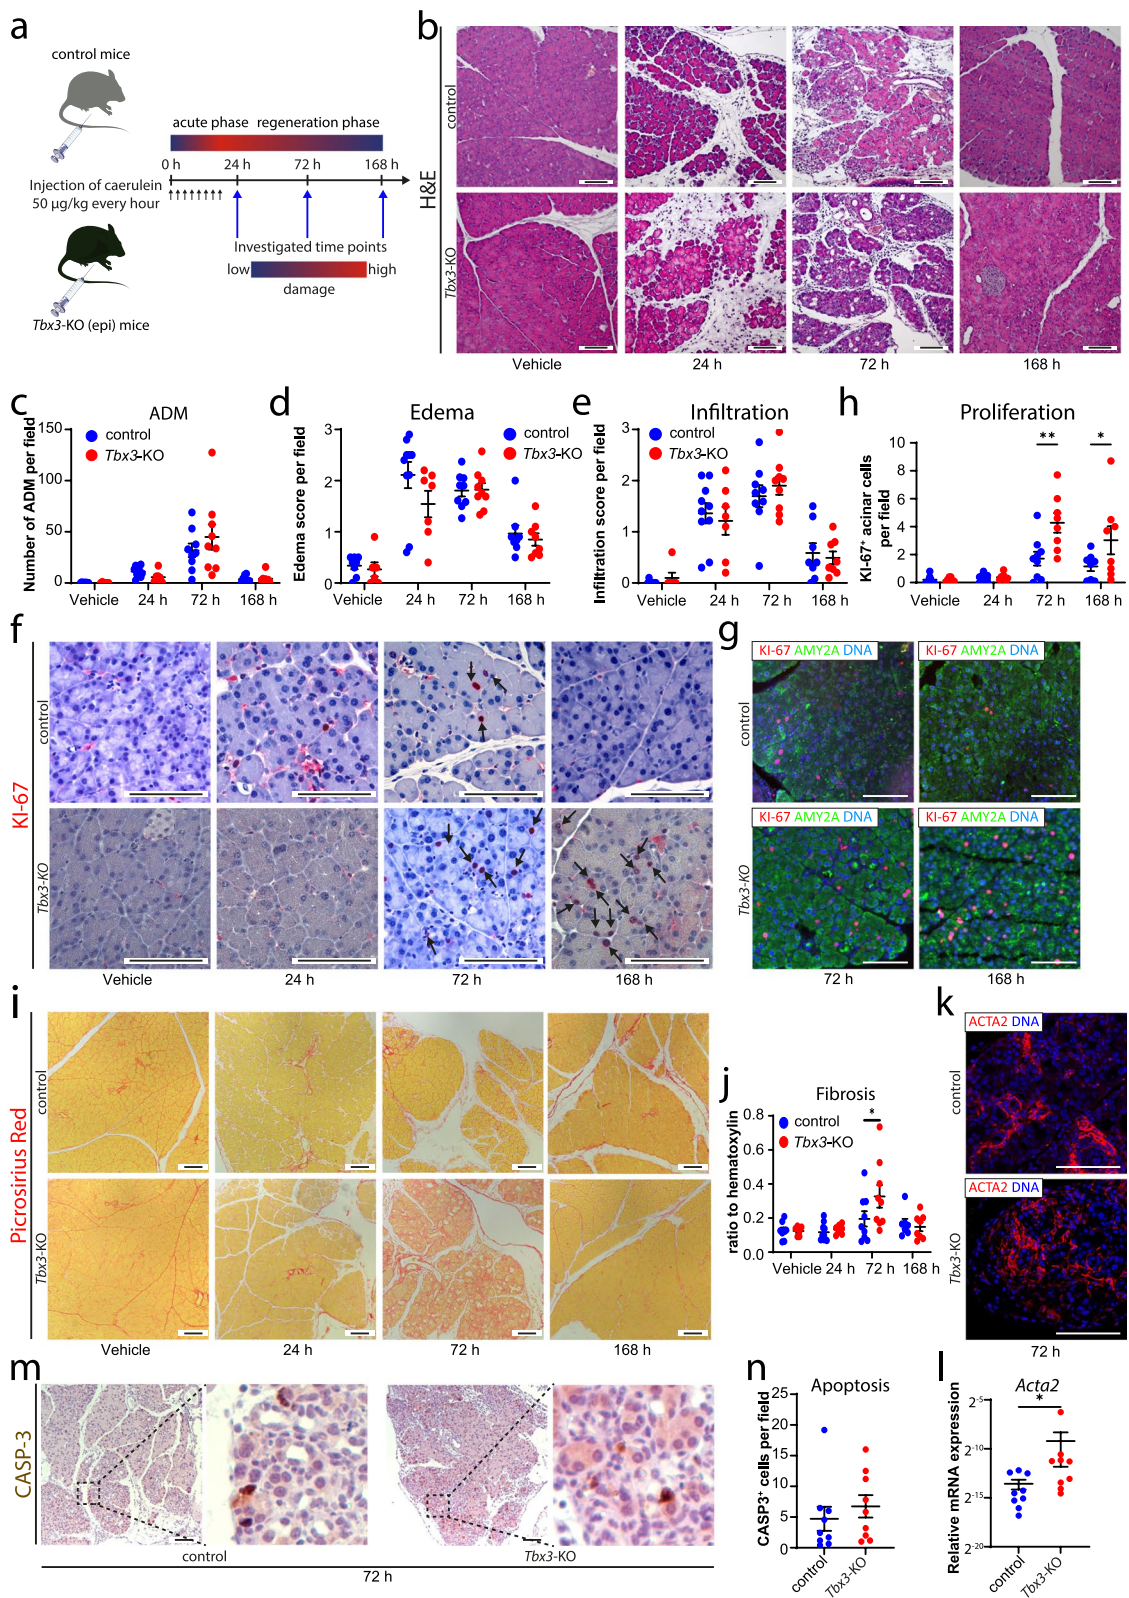 a
control mice
acute phase regeneration phase
0 h 24 h 72 h 168 h
Injection of caerulein
50 µg/kg every hour
Investigated time points
low high
damage
Tbx3-KO (epi) mice
b
H&E
control
Tbx3-KO
Vehicle 24 h 72 h 168 h
c
ADM
Number of ADM per field
150
100
50
0
control
Tbx3-KO
Vehicle 24 h 72 h 168 h
d
Edema
Edema score per field
3
2
1
0
control
Tbx3-KO
Vehicle 24 h 72 h 168 h
e
Infiltration
Infiltration score per field
3
2
1
0
control
Tbx3-KO
Vehicle 24 h 72 h 168 h
h
Proliferation
KI-67+ acinar cells
per field
10
8
6
4
2
0
** *
Vehicle 24 h 72 h 168 h
f
KI-67
control
Tbx3-KO
Vehicle 24 h 72 h 168 h
g
KI-67 AMY2A DNA
KI-67 AMY2A DNA
control
KI-67 AMY2A DNA
KI-67 AMY2A DNA
Tbx3-KO
72 h 168 h
i
Picrosirius Red
control
Tbx3-KO
Vehicle 24 h 72 h 168 h
j
Fibrosis
ratio to hematoxylin
0.8
0.6
0.4
0.2
0.0
control
Tbx3-KO
*
Vehicle 24 h 72 h 168 h
k
ACTA2 DNA
control
ACTA2 DNA
Tbx3-KO
72 h
m
CASP-3
control Tbx3-KO
72 h
n
Apoptosis
CASP3+ cells per field
25
20
15
10
5
0
control
Tbx3-KO
l
Acta2
Relative mRNA expression
2-5
2-10
2-15
2-20
*
control
Tbx3-KO